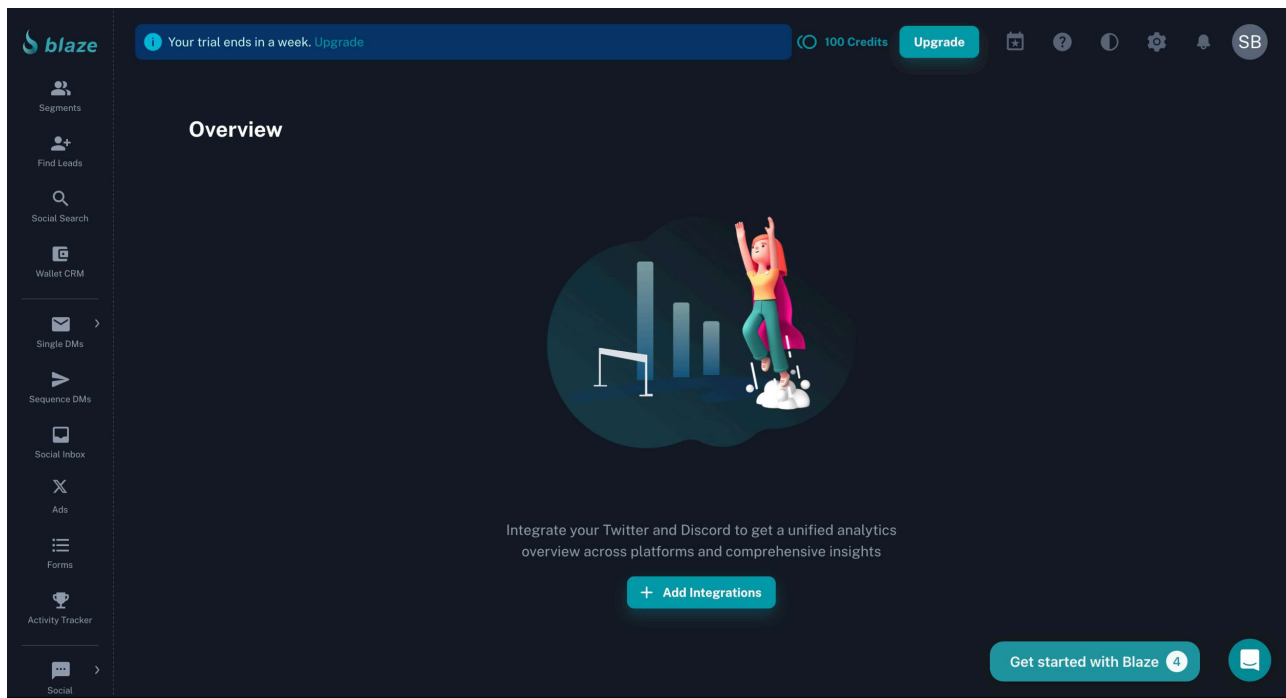 blaze
Your trial ends in a week. Upgrade
100 Credits
Upgrade
SB
Segments
Find Leads
Social Search
Wallet CRM
Single DMs
Sequence DMs
Social Inbox
Ads
Forms
Activity Tracker
Social
Overview
Integrate your Twitter and Discord to get a unified analytics
overview across platforms and comprehensive insights
+ Add Integrations
Get started with Blaze 4